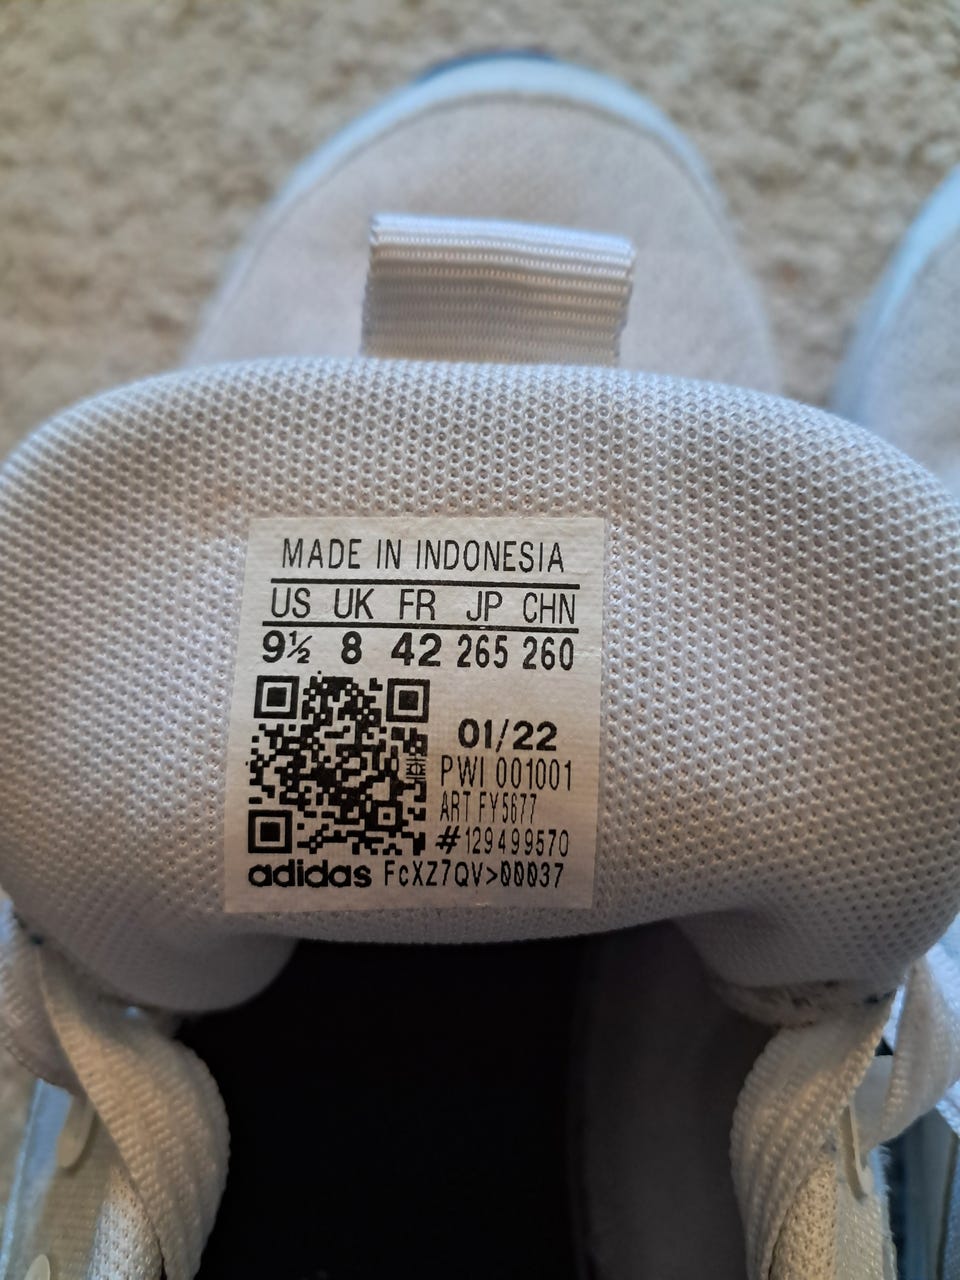 MADE IN INDONESIA
US UK FR JP CHN
9½ 8 42 265 260
01/22
PWI 001001
ART FY5677
#129499570
adidas FcXZ7QV>00037